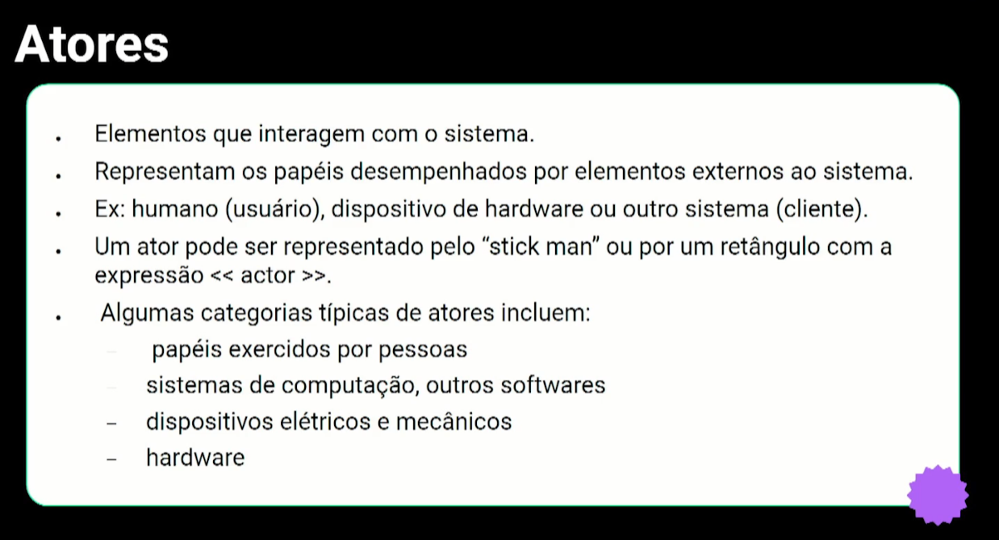 Atores
• Elementos que interagem com o sistema.
• Representam os papéis desempenhados por elementos externos ao sistema.
• Ex: humano (usuário), dispositivo de hardware ou outro sistema (cliente).
• Um ator pode ser representado pelo “stick man” ou por um retângulo com a
expressão << actor >>.
• Algumas categorias típicas de atores incluem:
– papéis exercidos por pessoas
– sistemas de computação, outros softwares
– dispositivos elétricos e mecânicos
– hardware